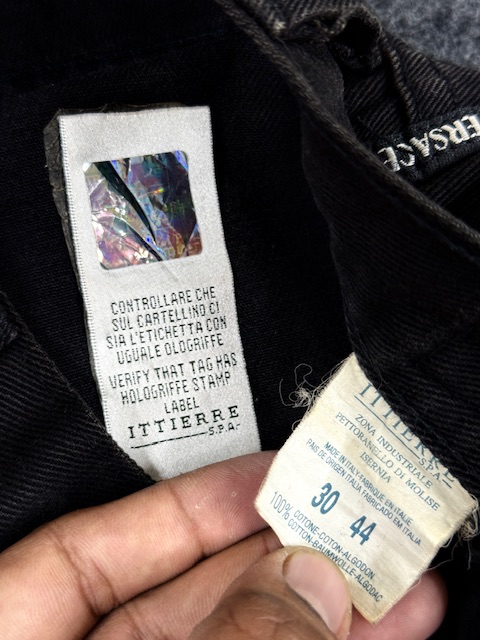 CONTROLLARE CHE
SUL CARTELLINO CI
SIA L'ETICHETTA CON
UGUALE OLOGRIFFE
VERIFY THAT TAG HAS
HOLOGRIFFE STAMP
LABEL
ITTIERRE
S.P.A.
ERSACE
ITTIERRE
S.P.A.
ZONA INDUSTRIALE
PETTORANELLO DI MOLISE
ISERNIA
MADE IN ITALY-FABRIQUE EN ITALIE
PAIS DE ORIGEN ITALIA FABRICADO EM ITALIA
30 44
100% COTONE-COTON-ALGODON
COTTON-BAUMWOLLE-ALGODAC